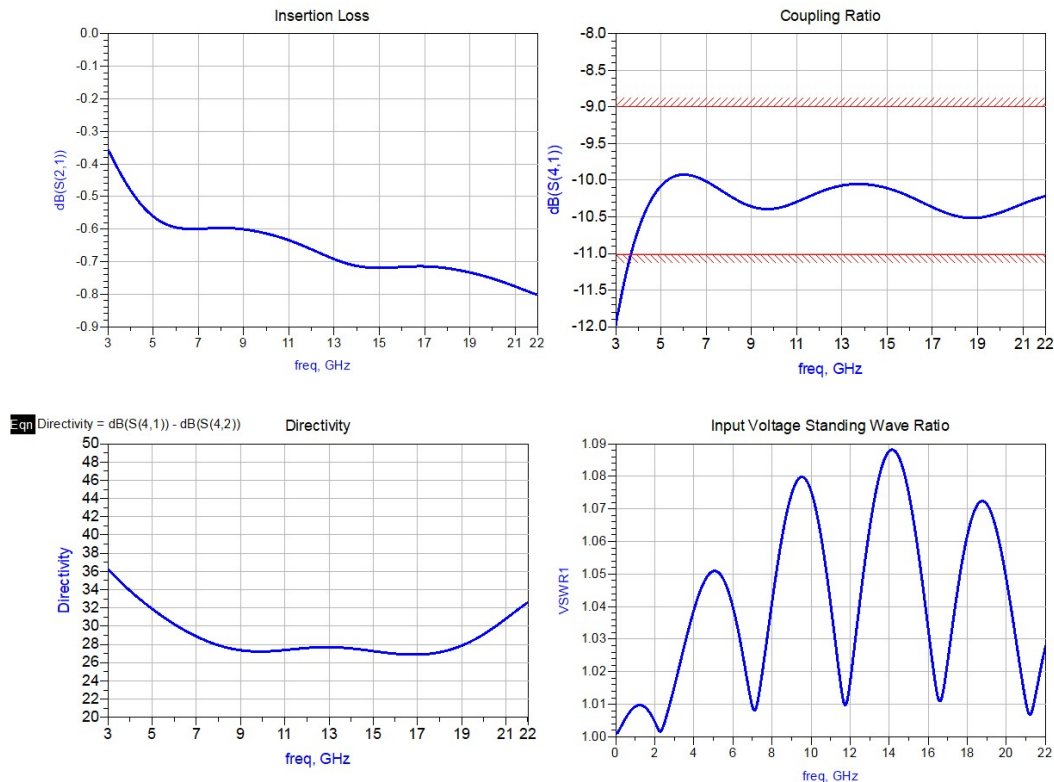 Insertion Loss
0.0
-0.1
-0.2
-0.3
-0.4
-0.5
-0.6
-0.7
-0.8
-0.9
dB(S(2,1))
3 5 7 9 11 13 15 17 19 21 22
freq, GHz
Coupling Ratio
-8.0
-8.5
-9.0
-9.5
-10.0
-10.5
-11.0
-11.5
-12.0
dB(S(4,1))
3 5 7 9 11 13 15 17 19 21 22
freq, GHz
Eqn Directivity = dB(S(4,1)) - dB(S(4,2))
Directivity
50
48
46
44
42
40
38
36
34
32
30
28
26
24
22
20
Directivity
3 5 7 9 11 13 15 17 19 21 22
freq, GHz
Input Voltage Standing Wave Ratio
1.09
1.08
1.07
1.06
1.05
1.04
1.03
1.02
1.01
1.00
VSWR1
0 2 4 6 8 10 12 14 16 18 20 22
freq, GHz